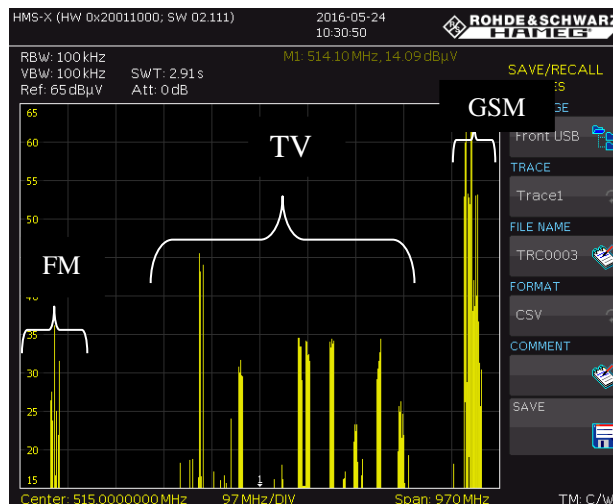 HMS-X (HW 0x20011000; SW 02.111)
2016-05-24
10:30:50
ROHDE&SCHWARZ
HAMEG
RBW: 100 kHz
VBW: 100 kHz
SWT: 2.91 s
Ref: 65 dBµV
Att: 0 dB
M1: 514.10 MHz, 14.09 dBµV
SAVE/RECALL
GSM
TV
FM
65
60
55
50
35
30
25
20
15
1
Front USB
TRACE
Trace1
FILE NAME
TRC0003
FORMAT
CSV
COMMENT
SAVE
Center: 515.0000000 MHz
97 MHz/DIV
Span: 970 MHz
TM: C/W